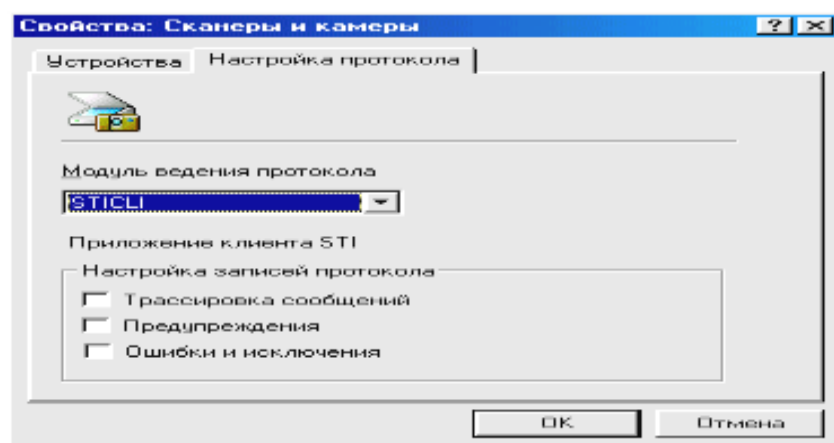 Свойства: Сканеры и камеры
Устройства Настройка протокола
Модуль ведения протокола
STICLI
Приложение клиента STI
Настройка записей протокола
Трассировка сообщений
Предупреждения
Ошибки и исключения
OK Отмена